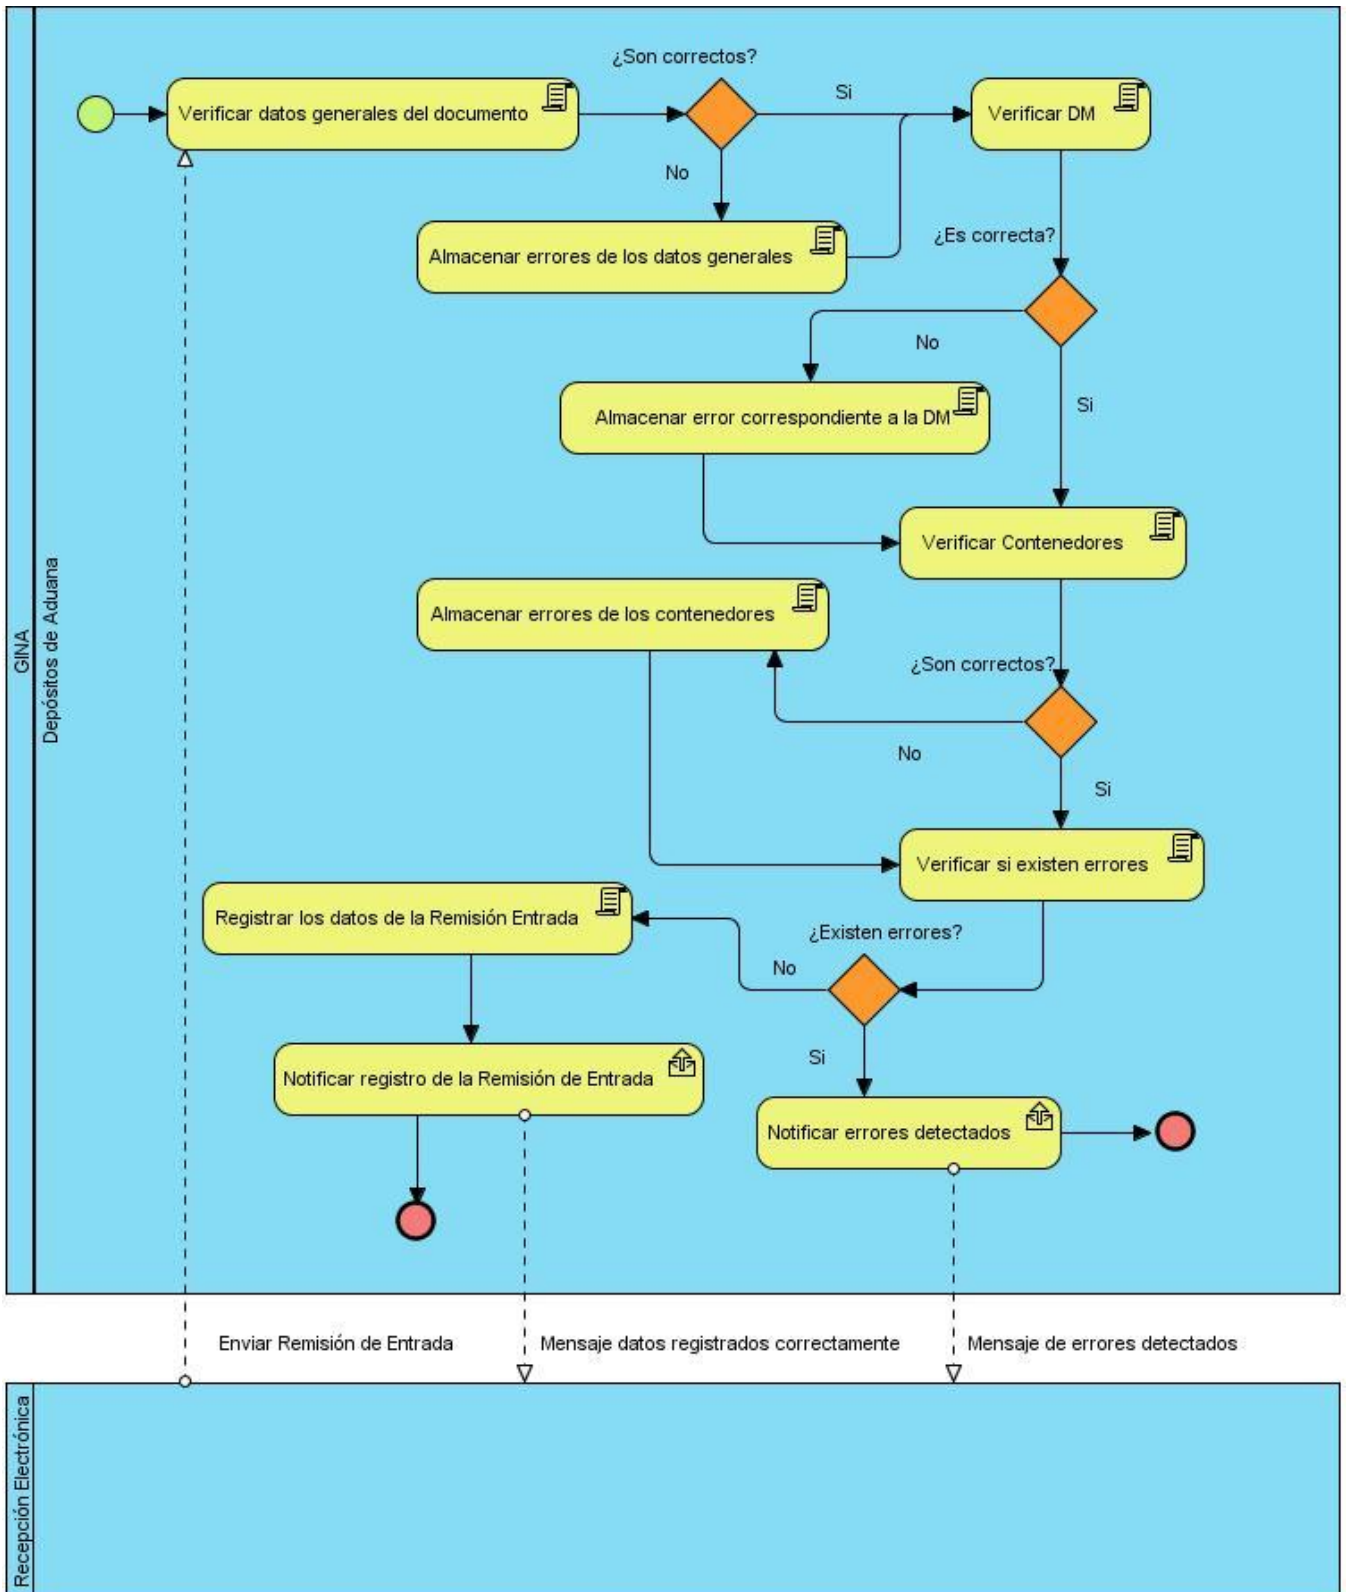 GINA
Depósitos de Aduana
¿Son correctos?
Verificar datos generales del documento
Si
Verificar DM
No
Almacenar errores de los datos generales
¿Es correcta?
No
Si
Almacenar error correspondiente a la DM
Verificar Contenedores
Almacenar errores de los contenedores
¿Son correctos?
No
Si
Verificar si existen errores
Registrar los datos de la Remisión Entrada
¿Existen errores?
No
Si
Notificar registro de la Remisión de Entrada
Notificar errores detectados
Enviar Remisión de Entrada
Mensaje datos registrados correctamente
Mensaje de errores detectados
Recepción Electrónica